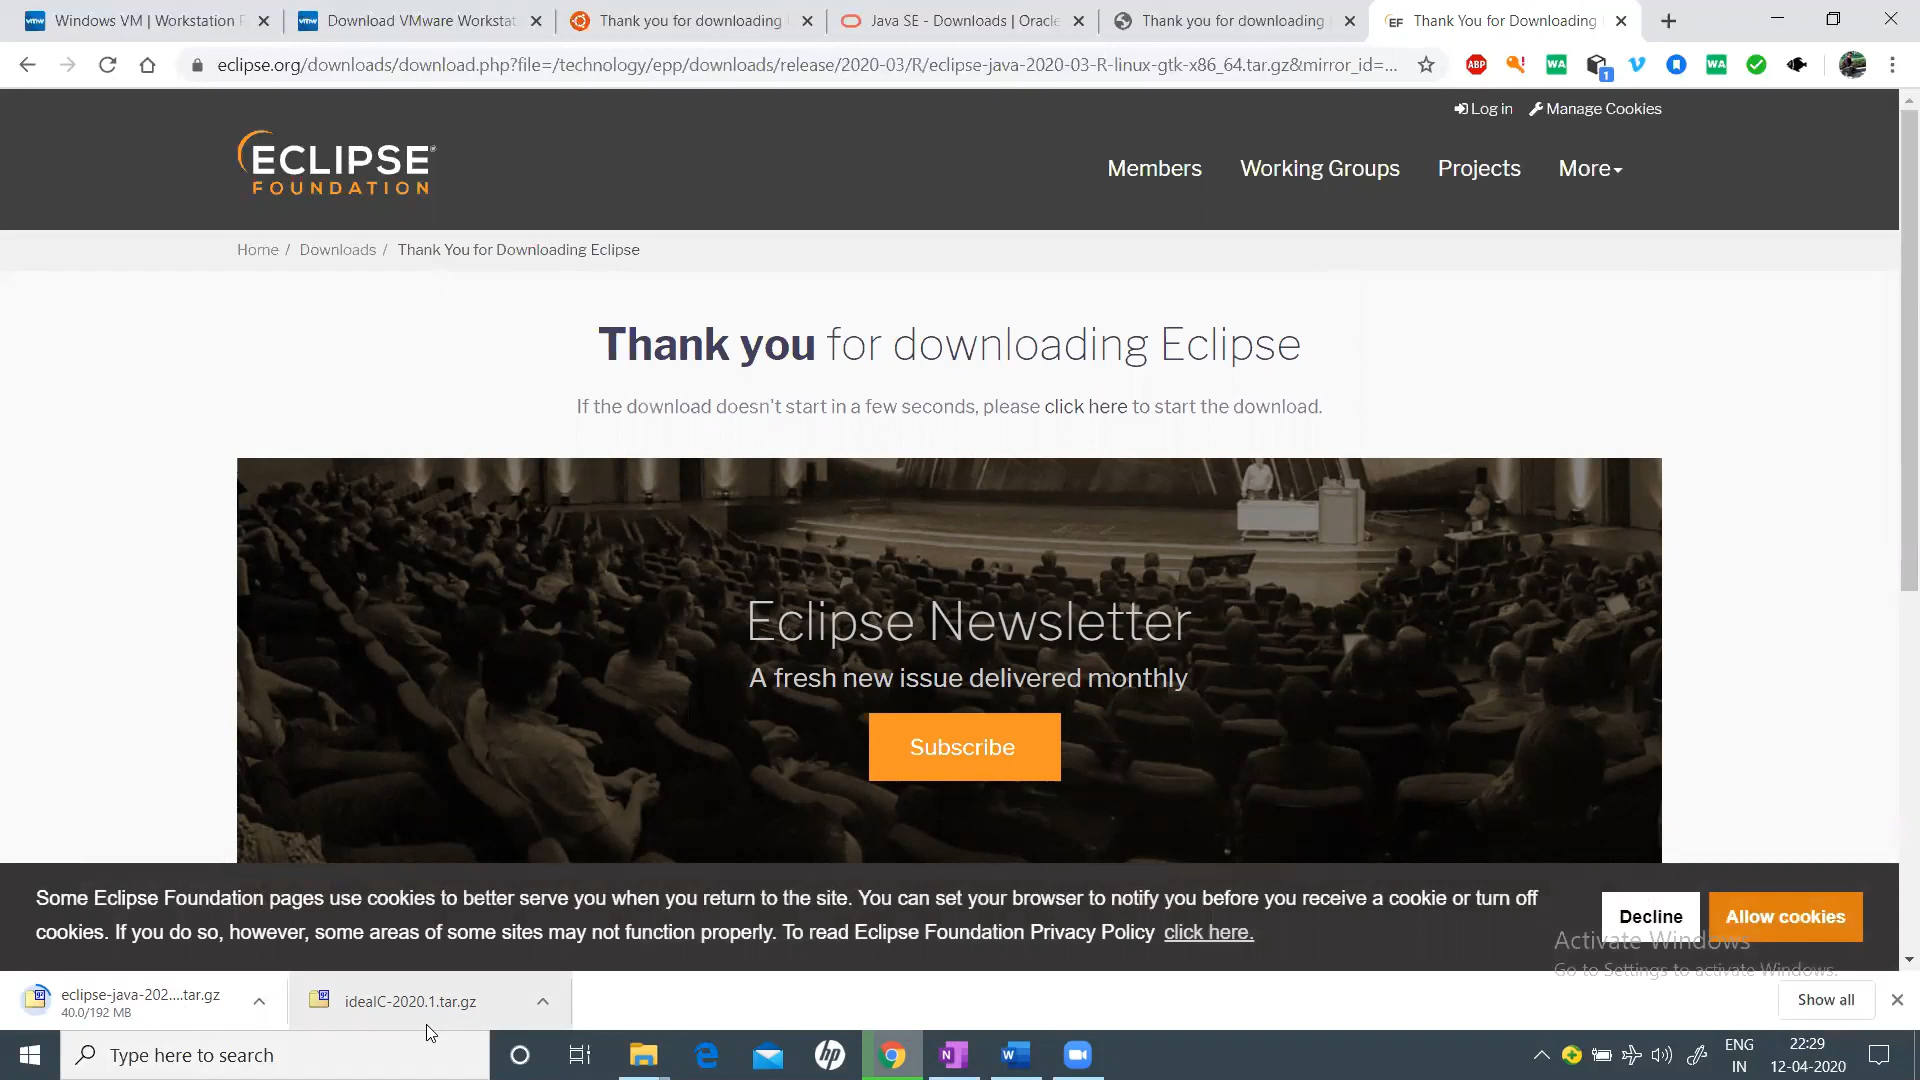 Windows VM | Workstation
Download VMware Workstat
Thank you for downloading
Java SE - Downloads | Oracle
Thank you for downloading
EF Thank You for Downloading
eclipse.org/downloads/download.php?file=/technology/epp/downloads/release/2020-03/R/eclipse-java-2020-03-R-linux-gtk-x86_64.tar.gz&mirror_id=...
ABP
WA
1
WA
Log in Manage Cookies
ECLIPSE
FOUNDATION
Members Working Groups Projects More
Home / Downloads / Thank You for Downloading Eclipse
Thank you for downloading Eclipse
If the download doesn't start in a few seconds, please click here to start the download.
Eclipse Newsletter
A fresh new issue delivered monthly
Subscribe
Some Eclipse Foundation pages use cookies to better serve you when you return to the site. You can set your browser to notify you before you receive a cookie or turn off
cookies. If you do so, however, some areas of some sites may not function properly. To read Eclipse Foundation Privacy Policy click here.
Decline Allow cookies
Activate Windows
Go to Settings to activate Windows.
eclipse-java-202....tar.gz
40.0/192 MB
ideaIC-2020.1.tar.gz
Show all
Type here to search
ENG
IN
22:29
12-04-2020